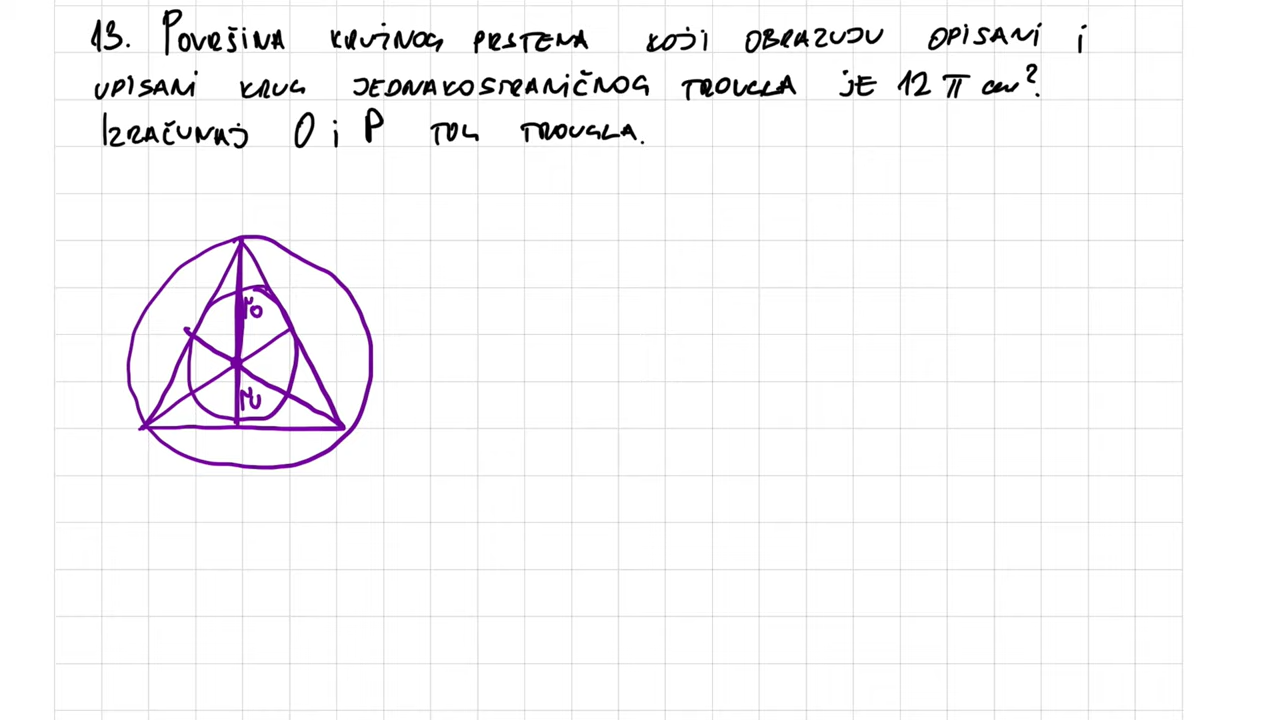 13. Površina kružnog prstena koji obrazuju opisani i
upisani krug jednakostraničnog trougla je 12 π cm².
Izračunaj O i P tog trougla.
ro
ru